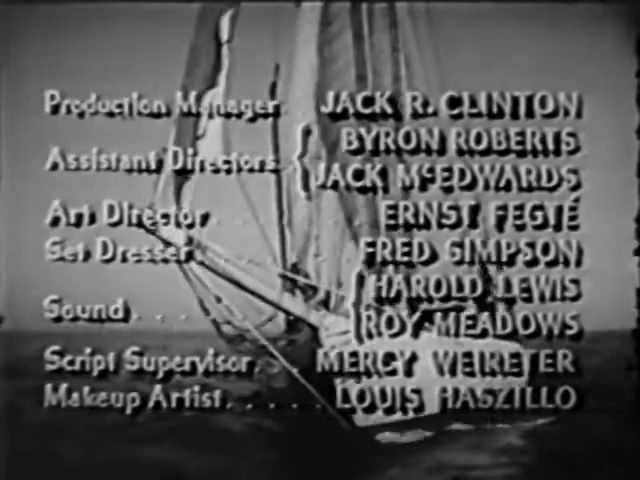 Production Manager JACK R. CLINTON
Assistant Directors { BYRON ROBERTS
JACK McEDWARDS
Art Director . . . ERNST FEGTÉ
Set Dresser . . . FRED SIMPSON
Sound . . . { HAROLD LEWIS
ROY MEADOWS
Script Supervisor . . MERCY WEIRETER
Makeup Artist . . . . . LOUIS HASZILLO